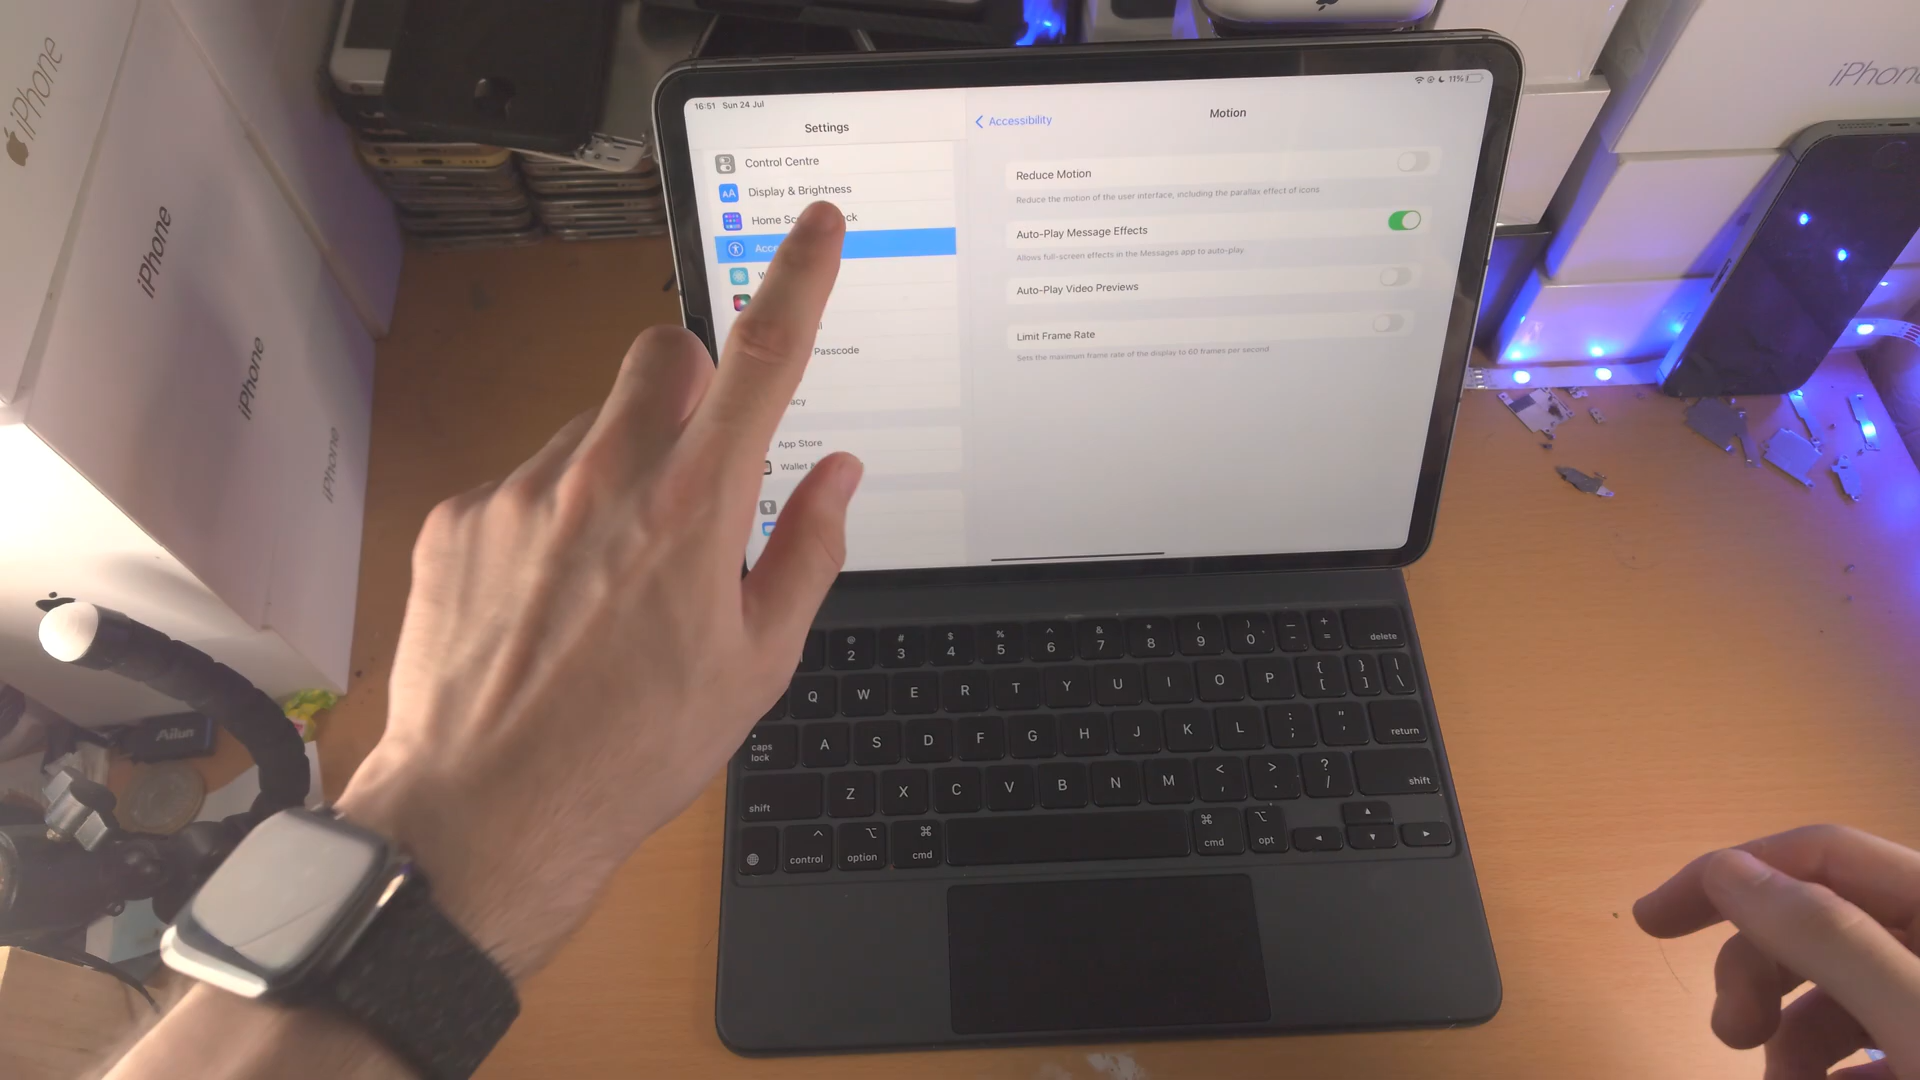 iPhone
iPhone
iPhone
iPhone
iPhone
16:51 Sun 24 Jul
11%
Settings
Control Centre
Display & Brightness
Home
App Store
Wallet
Passcode
Accessibility
Motion
Reduce Motion
Reduce the motion of the user interface, including the parallax effect of icons
Auto-Play Message Effects
Allows full-screen effects in the Messages app to auto-play.
Auto-Play Video Previews
Limit Frame Rate
Sets the maximum frame rate of the display to 60 frames per second
Ailun
@ # $ % ^ & * ( ) _ +
2 3 4 5 6 7 8 9 0 - = delete
Q W E R T Y U I O P { [ } ] | \
caps lock A S D F G H J K L : ; " ' return
shift Z X C V B N M < , > . ? / shift
control option cmd cmd opt